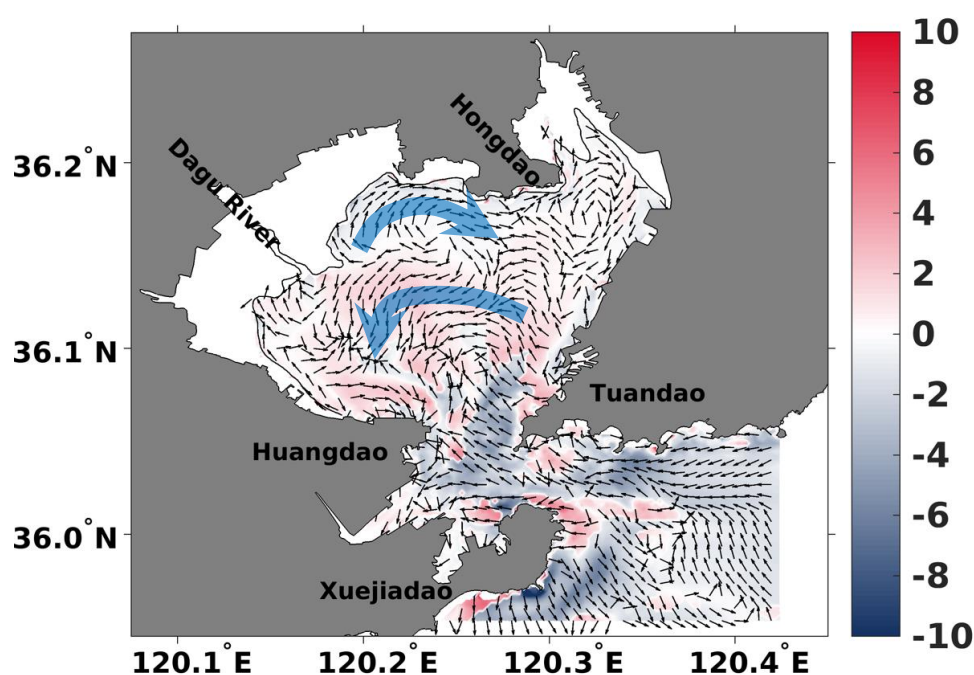 Hongdao
Dagu River
Tuandao
Huangdao
Xuejiadao
36.2°N
36.1°N
36.0°N
120.1°E
120.2°E
120.3°E
120.4°E
10
8
6
4
2
0
-2
-4
-6
-8
-10